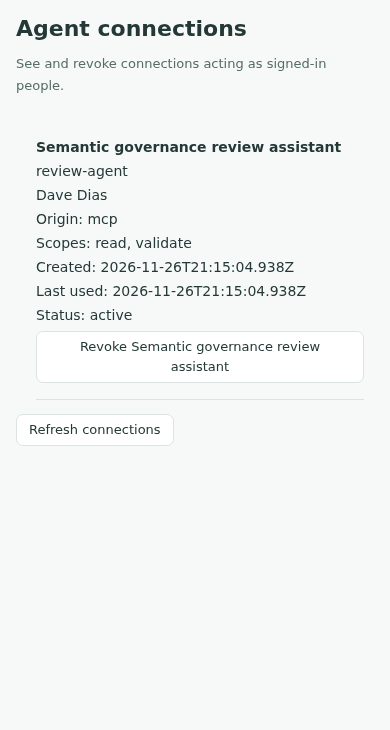 Agent connections
See and revoke connections acting as signed-in
people.
Semantic governance review assistant
review-agent
Dave Dias
Origin: mcp
Scopes: read, validate
Created: 2026-11-26T21:15:04.938Z
Last used: 2026-11-26T21:15:04.938Z
Status: active
Revoke Semantic governance review
assistant
Refresh connections